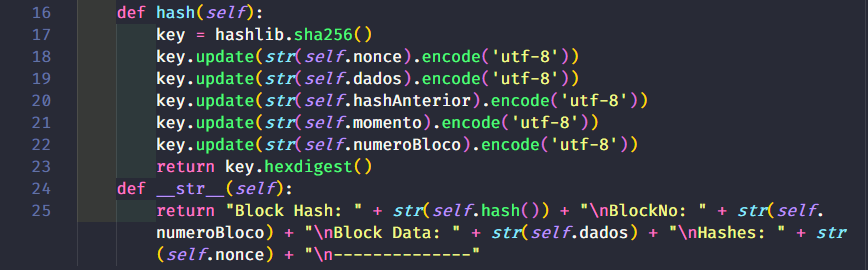 16 def hash(self):
17 key = hashlib.sha256()
18 key.update(str(self.nonce).encode('utf-8'))
19 key.update(str(self.dados).encode('utf-8'))
20 key.update(str(self.hashAnterior).encode('utf-8'))
21 key.update(str(self.momento).encode('utf-8'))
22 key.update(str(self.numeroBloco).encode('utf-8'))
23 return key.hexdigest()
24 def __str__(self):
25 return "Block Hash: " + str(self.hash()) + "\nBlockNo: " + str(self.
numeroBloco) + "\nBlock Data: " + str(self.dados) + "\nHashes: " + str
(self.nonce) + "\n--------------"